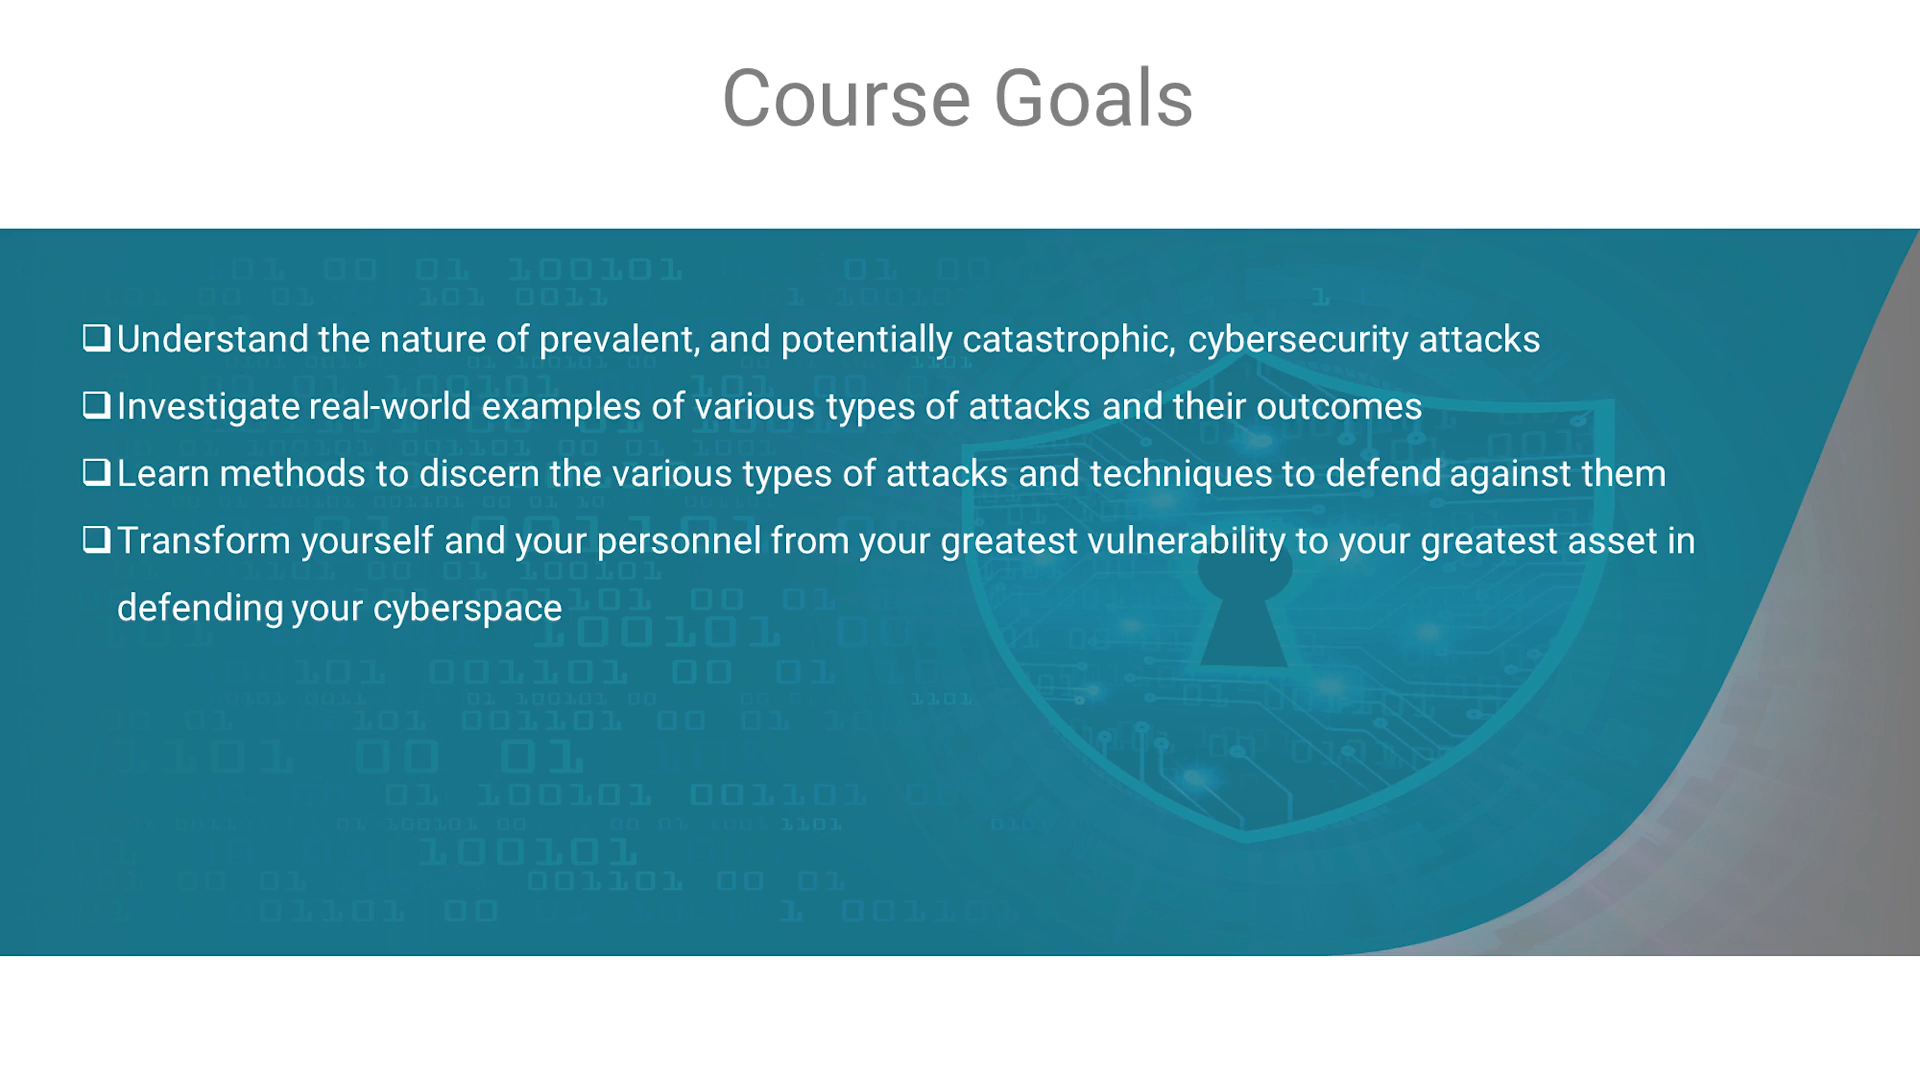 Course Goals
❑Understand the nature of prevalent, and potentially catastrophic, cybersecurity attacks
❑Investigate real-world examples of various types of attacks and their outcomes
❑Learn methods to discern the various types of attacks and techniques to defend against them
❑Transform yourself and your personnel from your greatest vulnerability to your greatest asset in
defending your cyberspace